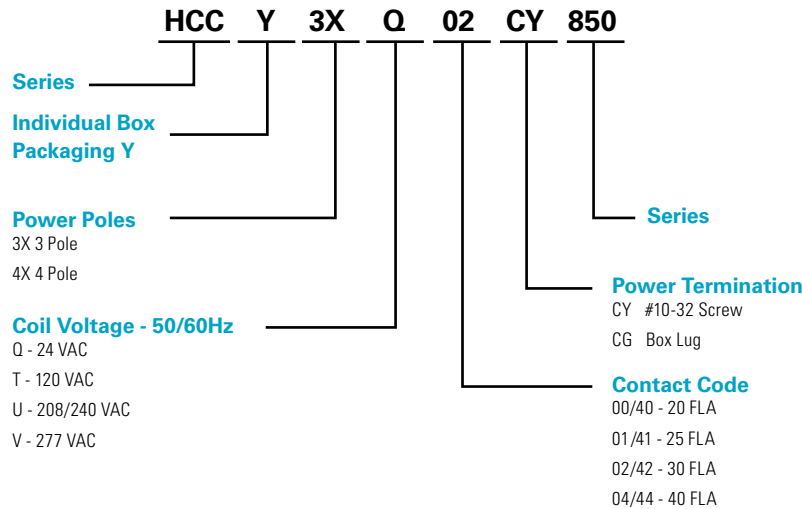 HCC Y 3X Q 02 CY 850
Series
Individual Box
Packaging Y
Power Poles
3X 3 Pole
4X 4 Pole
Coil Voltage - 50/60Hz
Q - 24 VAC
T - 120 VAC
U - 208/240 VAC
V - 277 VAC
Series
Power Termination
CY #10-32 Screw
CG Box Lug
Contact Code
00/40 - 20 FLA
01/41 - 25 FLA
02/42 - 30 FLA
04/44 - 40 FLA